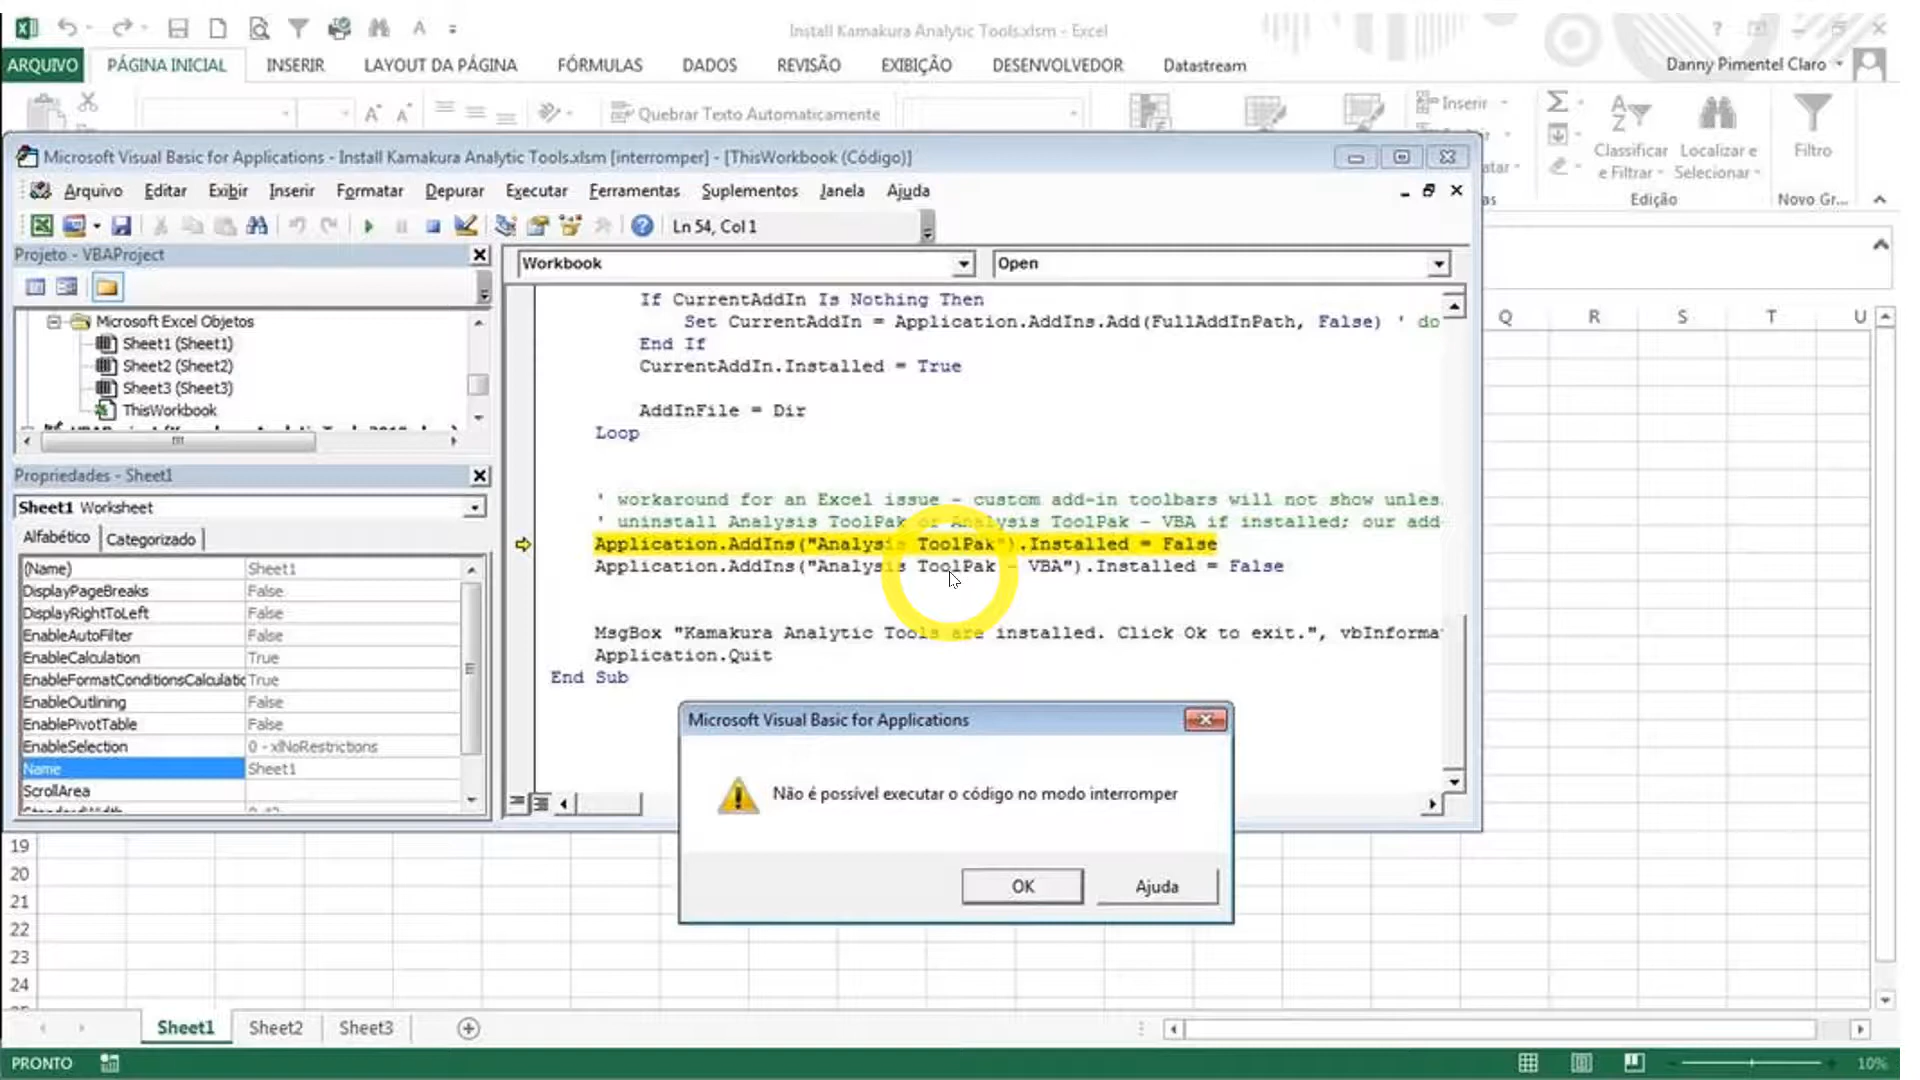 Install Kamakura Analytic Tools.xlsm - Excel
ARQUIVO PÁGINA INICIAL INSERIR LAYOUT DA PÁGINA FÓRMULAS DADOS REVISÃO EXIBIÇÃO DESENVOLVEDOR Datastream Danny Pimentel Claro
Quebrar Texto Automaticamente
Inserir
Classificar
e Filtrar
Localizar e
Selecionar
Filtro
Edição
Novo Gr...
Microsoft Visual Basic for Applications - Install Kamakura Analytic Tools.xlsm [interromper] - [ThisWorkbook (Código)]
Arquivo Editar Exibir Inserir Formatar Depurar Executar Ferramentas Suplementos Janela Ajuda
Ln 54, Col 1
Projeto - VBAProject
Microsoft Excel Objetos
Sheet1 (Sheet1)
Sheet2 (Sheet2)
Sheet3 (Sheet3)
ThisWorkbook
Propriedades - Sheet1
Sheet1 Worksheet
Alfabético Categorizado
(Name) Sheet1
DisplayPageBreaks False
DisplayRightToLeft False
EnableAutoFilter False
EnableCalculation True
EnableFormatConditionsCalculatic True
EnableOutlining False
EnablePivotTable False
EnableSelection 0 - xlNoRestrictions
Name Sheet1
ScrollArea
Workbook Open
If CurrentAddIn Is Nothing Then
Set CurrentAddIn = Application.AddIns.Add(FullAddInPath, False) ' do
End If
CurrentAddIn.Installed = True
AddInFile = Dir
Loop
' workaround for an Excel issue - custom add-in toolbars will not show unles
' uninstall Analysis ToolPak or Analysis ToolPak - VBA if installed; our add
Application.AddIns("Analysis ToolPak").Installed = False
Application.AddIns("Analysis ToolPak - VBA").Installed = False
MsgBox "Kamakura Analytic Tools are installed. Click Ok to exit.", vbInforma
Application.Quit
End Sub
Microsoft Visual Basic for Applications
Não é possível executar o código no modo interromper
OK Ajuda
Q R S T U
19
20
21
22
23
24
Sheet1 Sheet2 Sheet3
PRONTO
10%